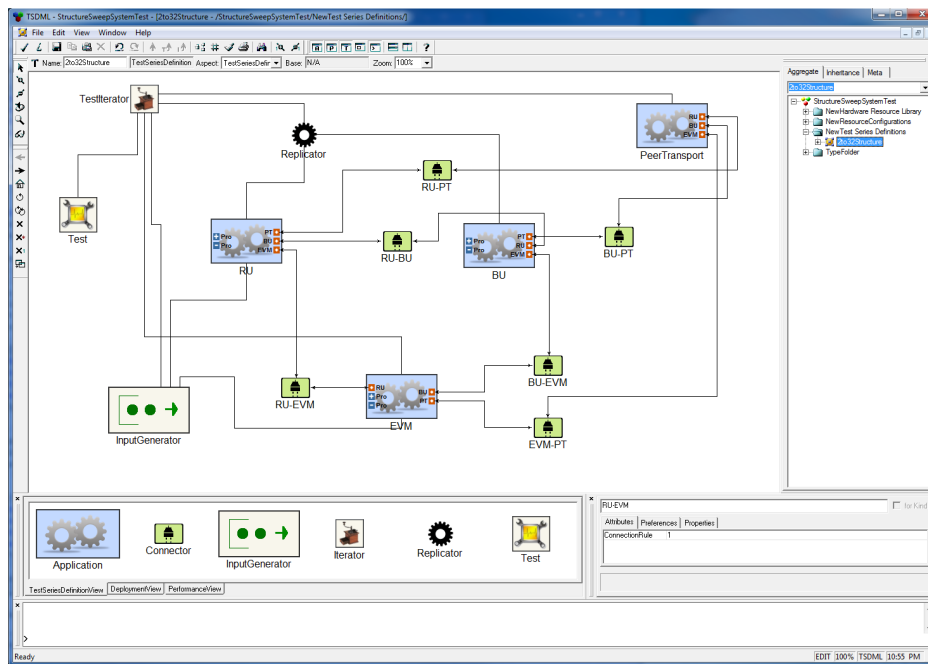 TSDML - StructureSweepSystemTest - [2to32Structure - /StructureSweepSystemTest/NewTest Series Definitions/]
File Edit View Window Help
Name: 2to32Structure TestSeriesDefinition Aspect: TestSeriesDefir Base: N/A Zoom: 100%
Aggregate Inheritance Meta
2to32Structure
StructureSweepSystemTest
NewHardware Resource Library
NewResourceConfigurations
NewTest Series Definitions
2to32Structure
TypeFolder
TestIterator
Replicator
RU
BU
EVM
PeerTransport
RU-PT
Test
Pro
Pro
PT
BU
EVM
RU
RU-BU
Pro
Pro
PT
RU
EVM
BU
BU-PT
BU-EVM
InputGenerator
RU-EVM
RU
Pro
Pro
BU
PT
EVM
EVM-PT
Application
Connector
InputGenerator
Iterator
Replicator
Test
TestSeriesDefinitionView DeploymentView PerformanceView
RU-EVM for Kind
Attributes Preferences Properties
ConnectionRule 1
>
Ready EDIT 100% TSDML 10:55 PM